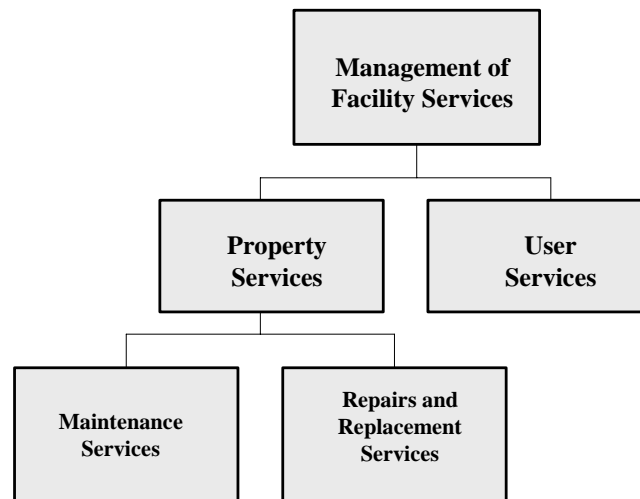 Management of
Facility Services
Property
Services
User
Services
Maintenance
Services
Repairs and
Replacement
Services